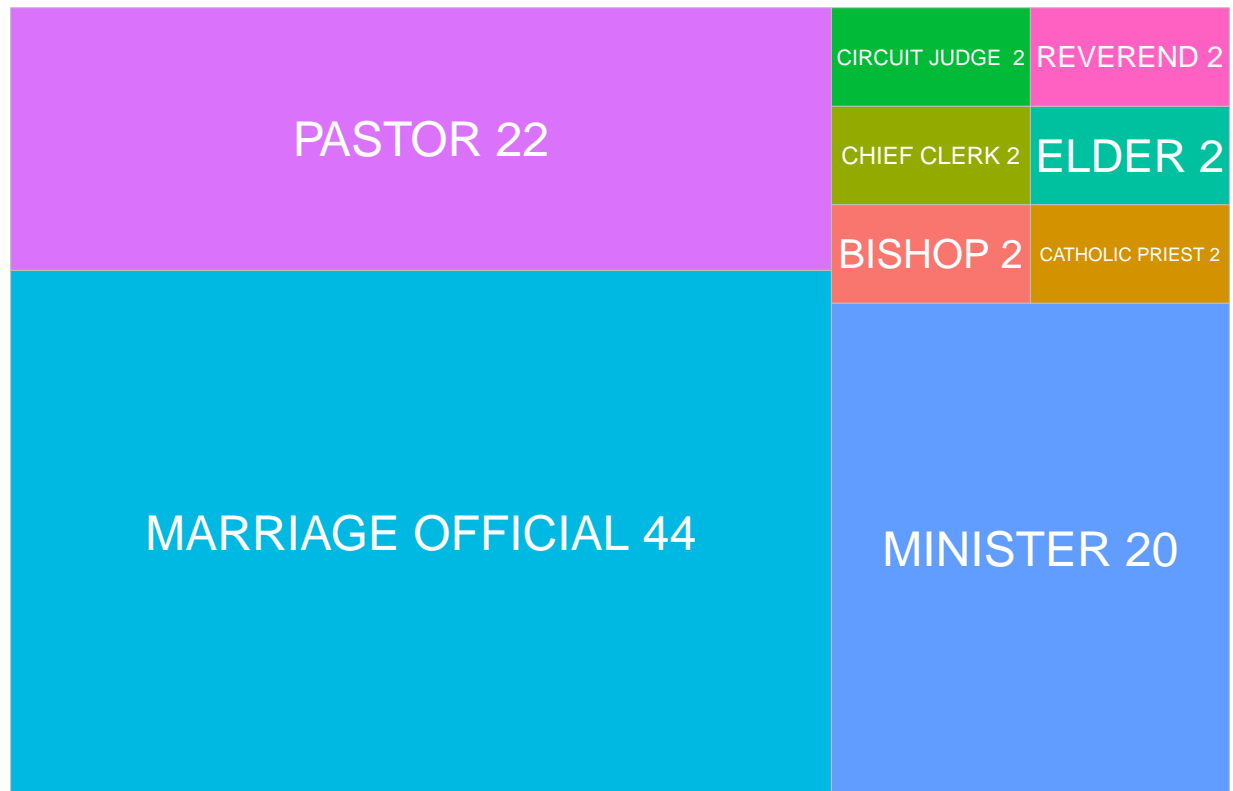 PASTOR 22
MARRIAGE OFFICIAL 44
CIRCUIT JUDGE  2
REVEREND 2
CHIEF CLERK 2
ELDER 2
BISHOP 2
CATHOLIC PRIEST 2
MINISTER 20